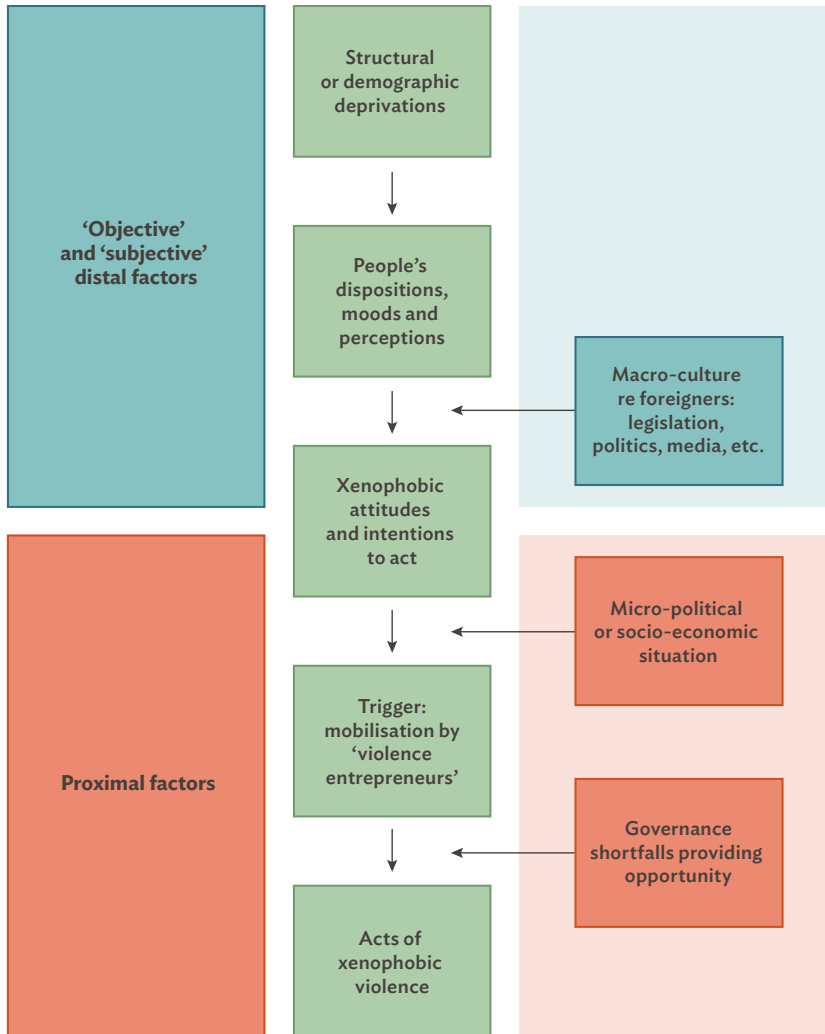 Structural
or demographic
deprivations
‘Objective’
and ‘subjective’
distal factors
People’s
dispositions,
moods and
perceptions
Macro-culture
re foreigners:
legislation,
politics, media, etc.
Xenophobic
attitudes
and intentions
to act
Micro-political
or socio-economic
situation
Trigger:
mobilisation by
‘violence
entrepreneurs’
Proximal factors
Governance
shortfalls providing
opportunity
Acts of
xenophobic
violence